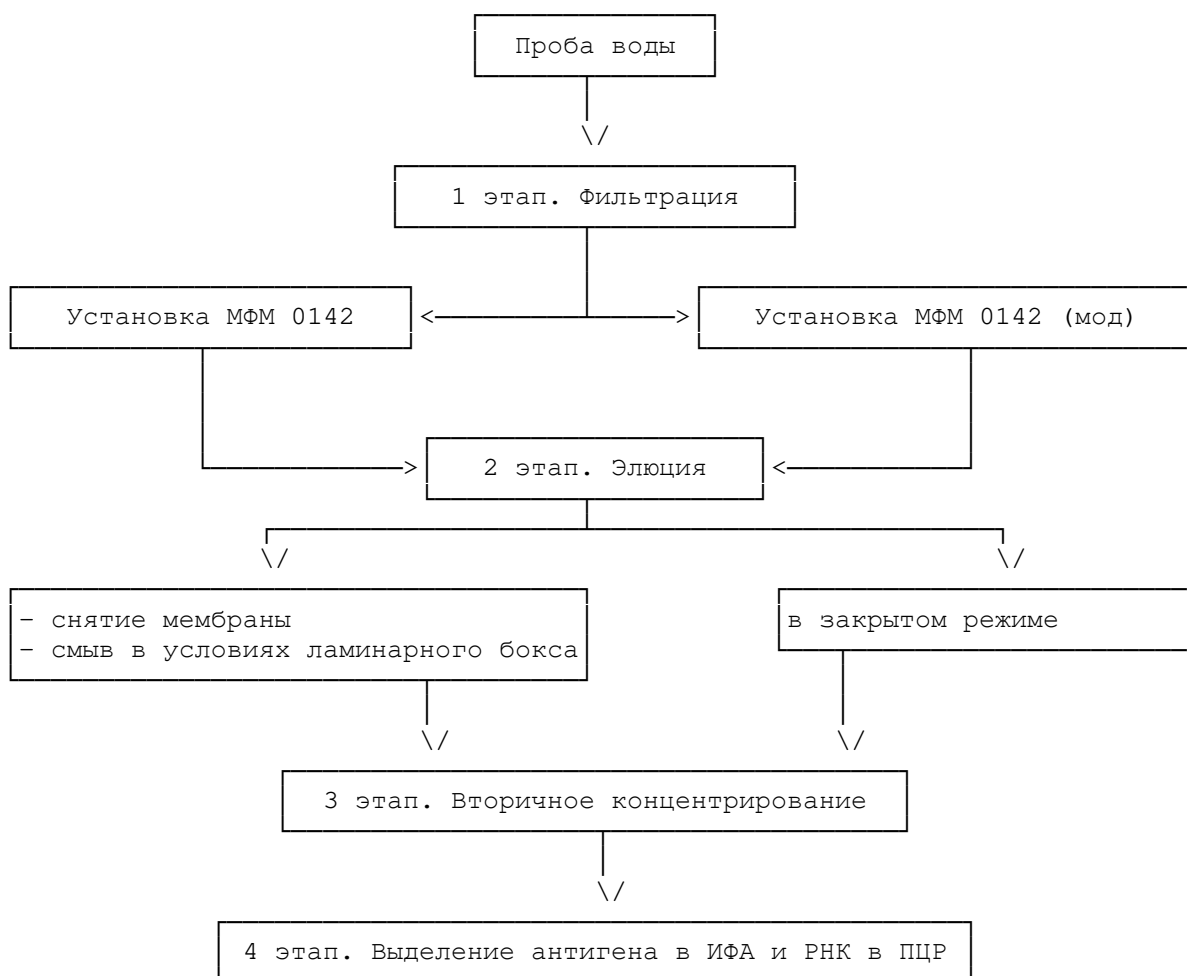 Проба воды
1 этап. Фильтрация
Установка МФМ 0142
Установка МФМ 0142 (мод)
2 этап. Элюция
- снятие мембраны
- смыв в условиях ламинарного бокса
в закрытом режиме
3 этап. Вторичное концентрирование
4 этап. Выделение антигена в ИФА и РНК в ПЦР